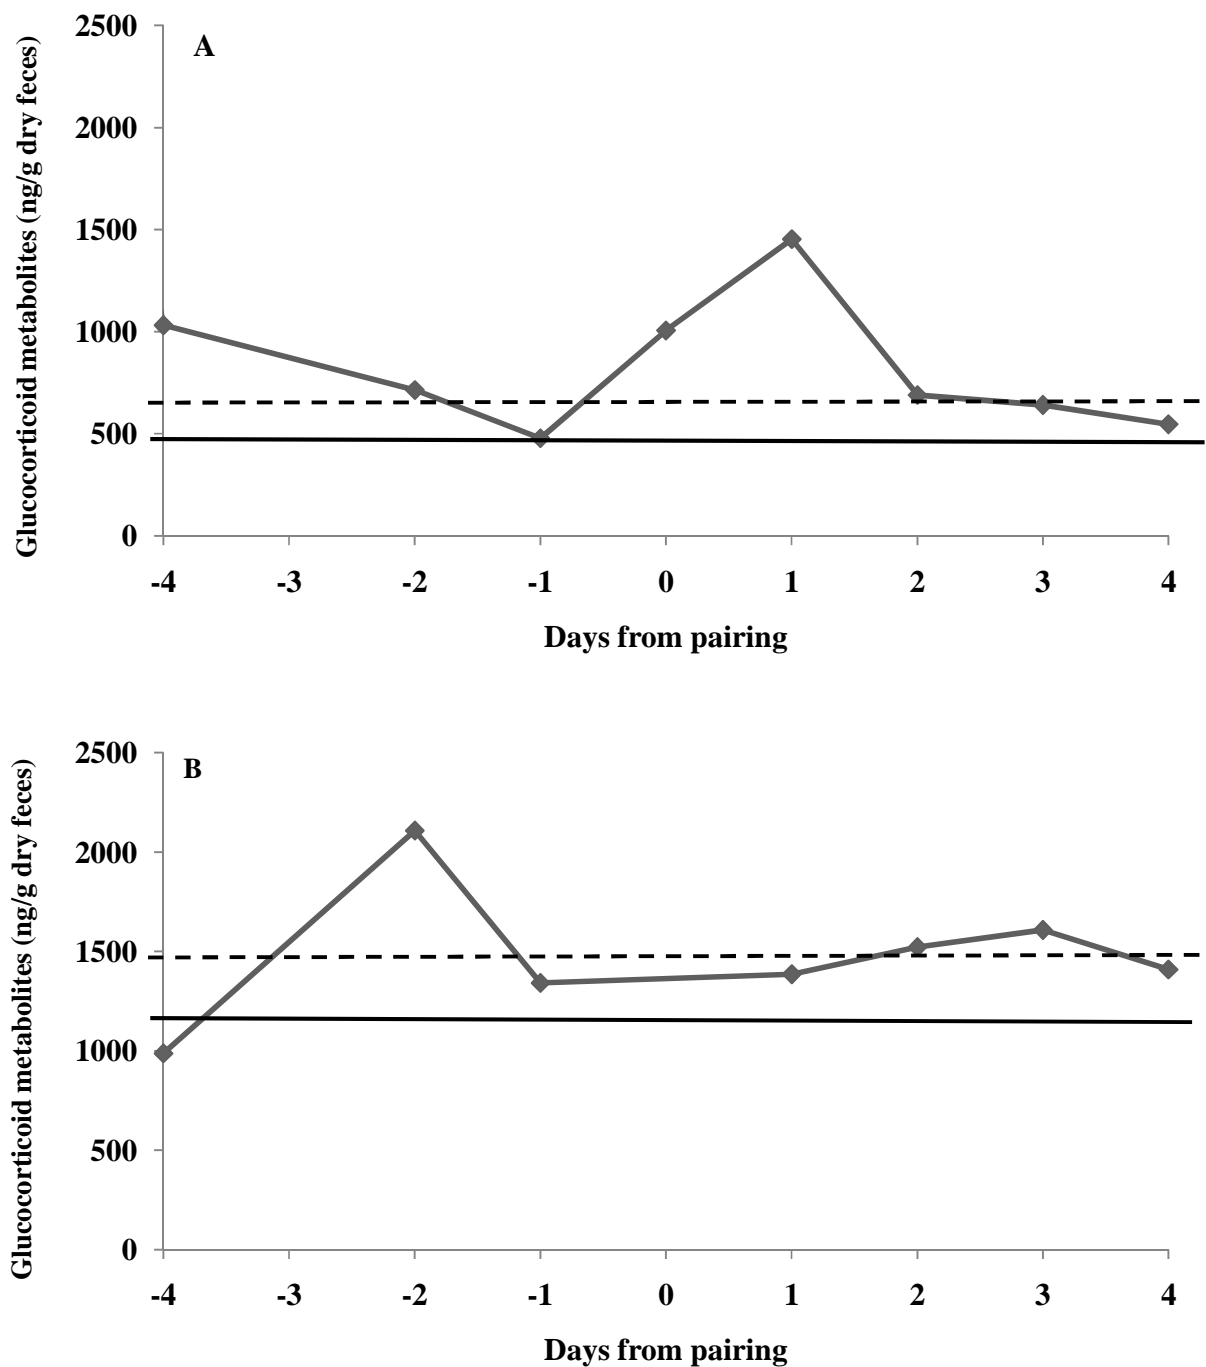 A
Glucocorticoid metabolites (ng/g dry feces)
2500
2000
1500
1000
500
0
-4 -3 -2 -1 0 1 2 3 4
Days from pairing
B
Glucocorticoid metabolites (ng/g dry feces)
2500
2000
1500
1000
500
0
-4 -3 -2 -1 0 1 2 3 4
Days from pairing